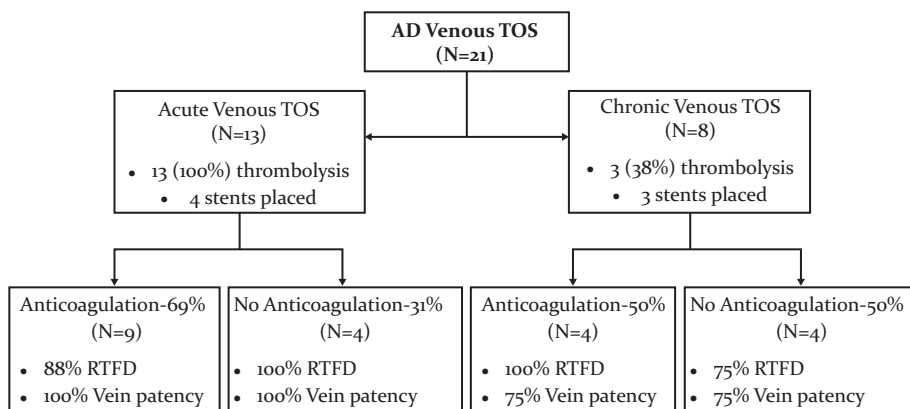 AD Venous TOS
(N=21)
Acute Venous TOS
(N=13)
• 13 (100%) thrombolysis
• 4 stents placed
Chronic Venous TOS
(N=8)
• 3 (38%) thrombolysis
• 3 stents placed
Anticoagulation-69%
(N=9)
• 88% RTFD
• 100% Vein patency
No Anticoagulation-31%
(N=4)
• 100% RTFD
• 100% Vein patency
Anticoagulation-50%
(N=4)
• 100% RTFD
• 75% Vein patency
No Anticoagulation-50%
(N=4)
• 75% RTFD
• 75% Vein patency